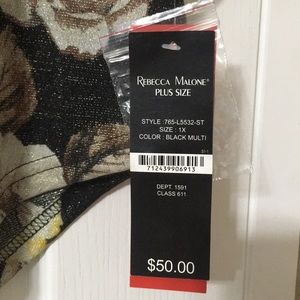 REBECCA MALONE®
PLUS SIZE
STYLE :765-L5532-ST
SIZE : 1X
COLOR : BLACK MULTI
712439906913
DEPT. 1591
CLASS 611
$50.00